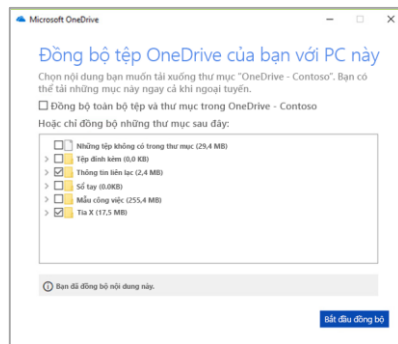 Microsoft OneDrive
Đồng bộ tệp OneDrive của bạn với PC này
Chọn nội dung bạn muốn tải xuống thư mục "OneDrive - Contoso". Bạn có
thể tải những mục này ngay cả khi ngoại tuyến.
Đồng bộ toàn bộ tệp và thư mục trong OneDrive - Contoso
Hoặc chỉ đồng bộ những thư mục sau đây:
Những tệp không có trong thư mục (29,4 MB)
Tệp đính kèm (0,0 KB)
Thông tin liên lạc (2,4 MB)
Sổ tay (0.0KB)
Mẫu công việc (255,4 MB)
Tia X (17,5 MB)
Bạn đã đồng bộ nội dung này.
Bắt đầu đồng bộ